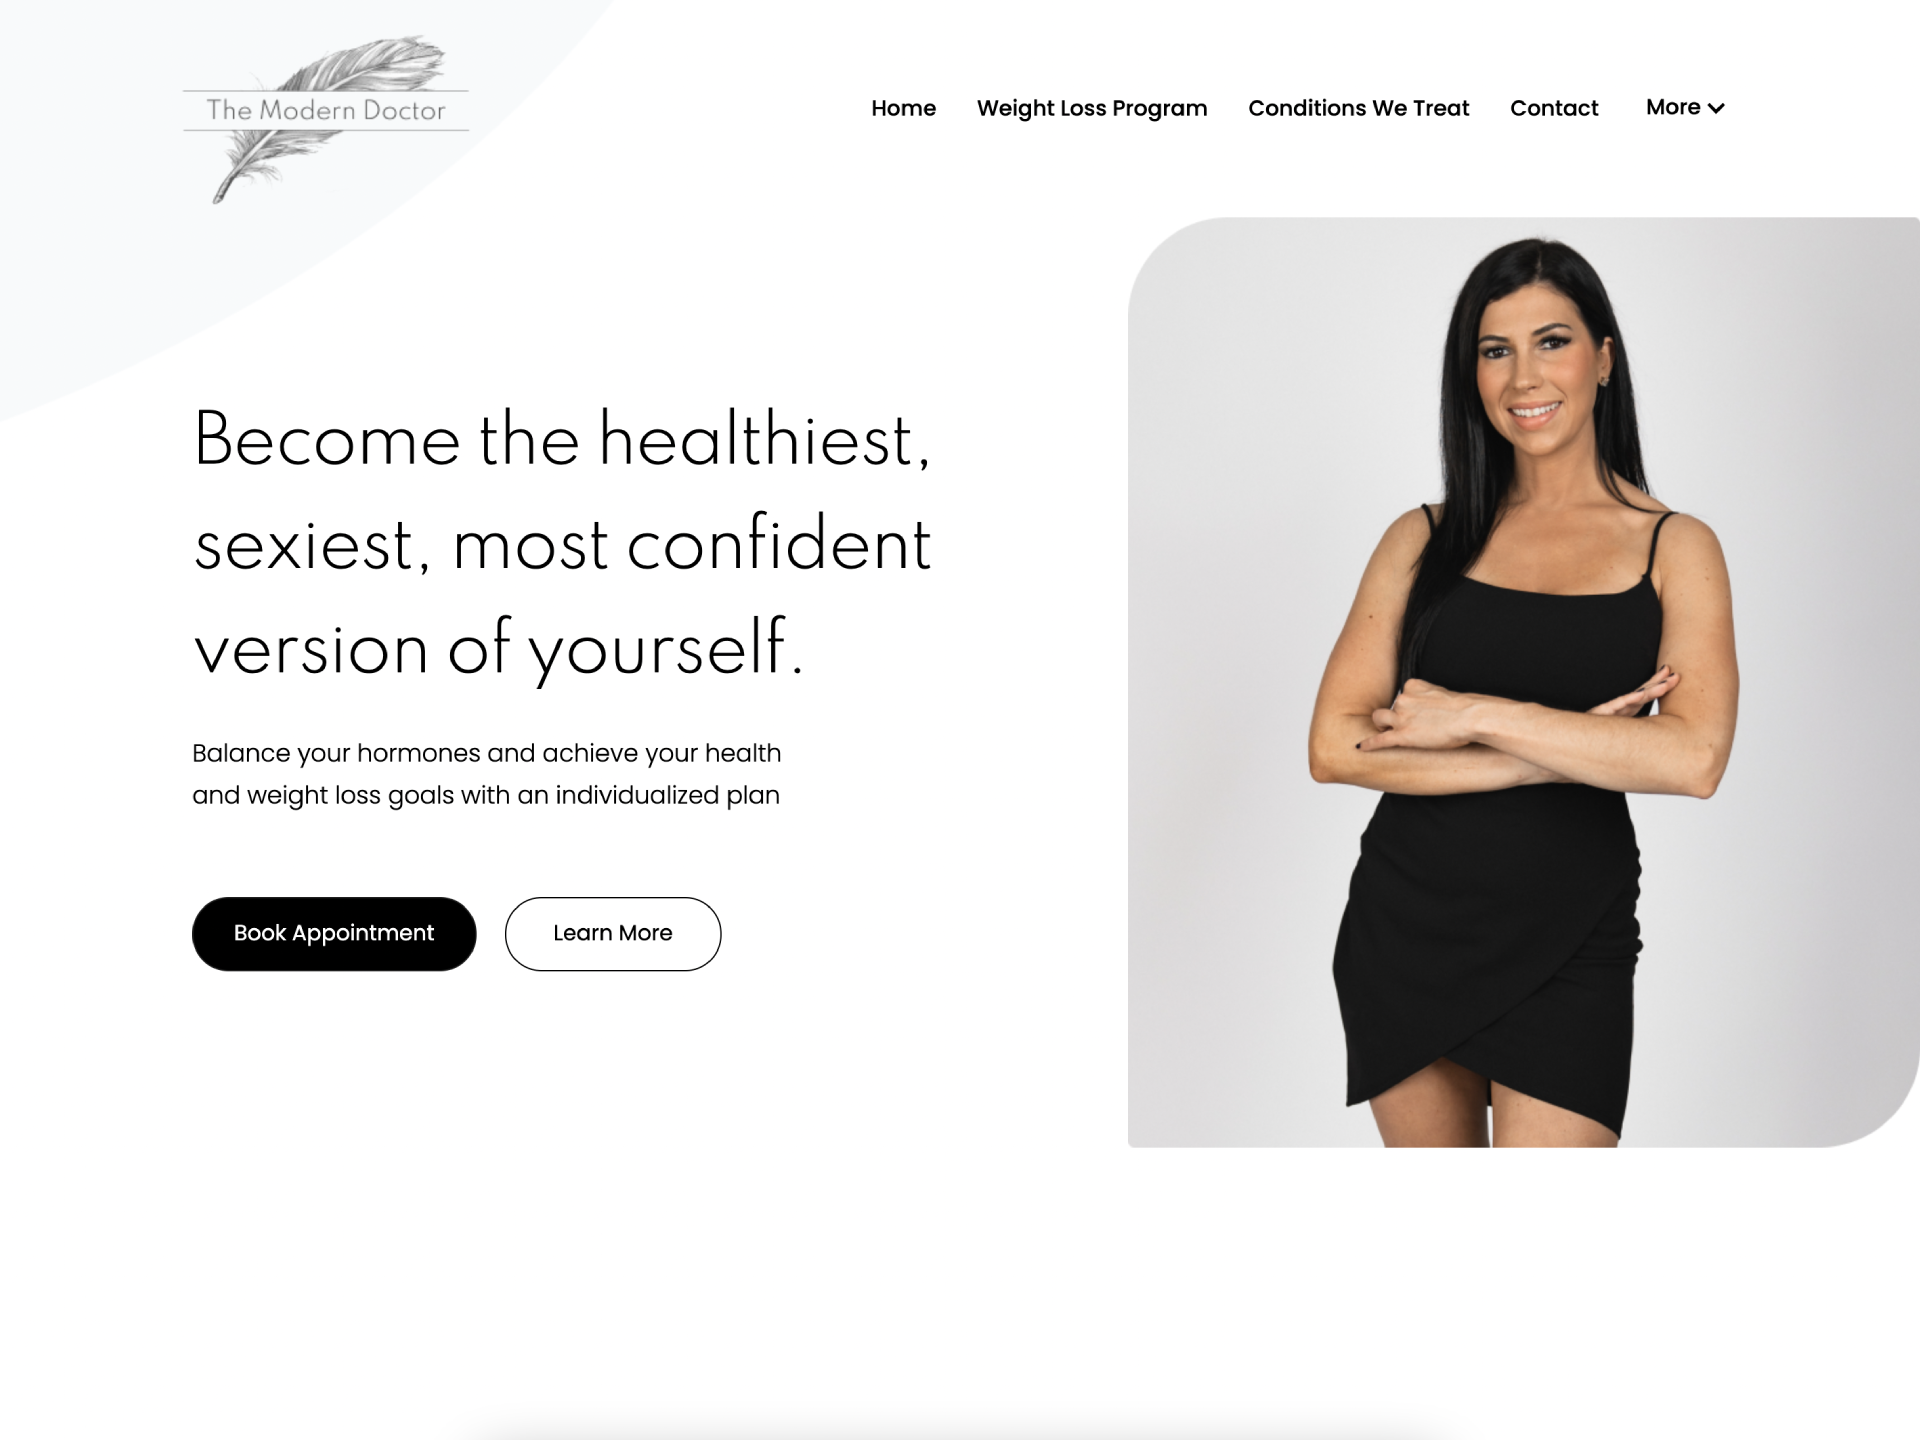 The Modern Doctor
Home
Weight Loss Program
Conditions We Treat
Contact
More
Become the healthiest,
sexiest, most confident
version of yourself.
Balance your hormones and achieve your health
and weight loss goals with an individualized plan
Book Appointment
Learn More